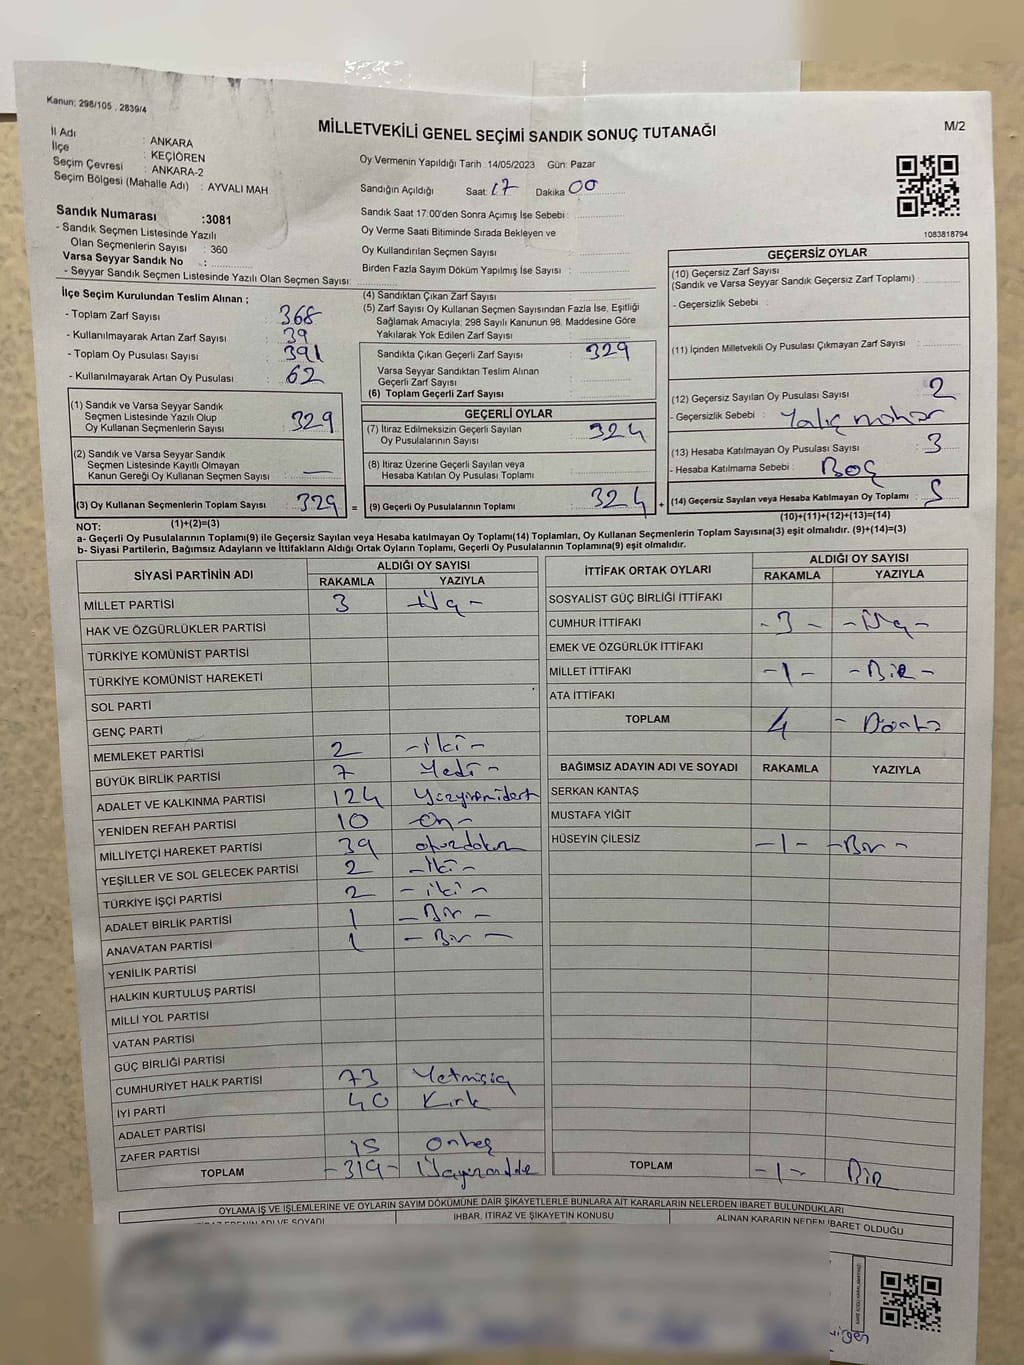 Kanun; 298/105 , 2839/4
MİLLETVEKİLİ GENEL SEÇİMİ SANDIK SONUÇ TUTANAĞI
M/2
İl Adı : ANKARA
İlçe : KEÇİÖREN
Seçim Çevresi : ANKARA-2
Seçim Bölgesi (Mahalle Adı) : AYVALI MAH
Sandık Numarası :3081
- Sandık Seçmen Listesinde Yazılı
Olan Seçmenlerin Sayısı : 360
Varsa Seyyar Sandık No :
- Seyyar Sandık Seçmen Listesinde Yazılı Olan Seçmen Sayısı:
Oy Vermenin Yapıldığı Tarih :14/05/2023 Gün: Pazar
Sandığın Açıldığı Saat: 17 Dakika 00
Sandık Saat 17:00'den Sonra Açımış İse Sebebi :
Oy Verme Saati Bitiminde Sırada Bekleyen ve
Oy Kullandırılan Seçmen Sayısı :
Birden Fazla Sayım Döküm Yapılmış İse Sayısı :
1083818794
İlçe Seçim Kurulundan Teslim Alınan ;
- Toplam Zarf Sayısı : 368
- Kullanılmayarak Artan Zarf Sayısı : 39
- Toplam Oy Pusulası Sayısı : 391
- Kullanılmayarak Artan Oy Pusulası : 62
(1) Sandık ve Varsa Seyyar Sandık
Seçmen Listesinde Yazılı Olup
Oy Kullanan Seçmenlerin Sayısı : 329
(2) Sandık ve Varsa Seyyar Sandık
Seçmen Listesinde Kayıtlı Olmayan
Kanun Gereği Oy Kullanan Seçmen Sayısı : —
(3) Oy Kullanan Seçmenlerin Toplam Sayısı : 329 =
(1)+(2)=(3)
(4) Sandıktan Çıkan Zarf Sayısı
(5) Zarf Sayısı Oy Kullanan Seçmen Sayısından Fazla İse, Eşitliği
Sağlamak Amacıyla, 298 Sayılı Kanunun 98. Maddesine Göre
Yakılarak Yok Edilen Zarf Sayısı :
Sandıkta Çıkan Geçerli Zarf Sayısı : 329
Varsa Seyyar Sandıktan Teslim Alınan
Geçerli Zarf Sayısı :
(6) Toplam Geçerli Zarf Sayısı :
GEÇERLİ OYLAR
(7) İtiraz Edilmeksizin Geçerli Sayılan
Oy Pusulalarının Sayısı : 324
(8) İtiraz Üzerine Geçerli Sayılan veya
Hesaba Katılan Oy Pusulası Toplamı :
(9) Geçerli Oy Pusulalarının Toplamı : 324 +
GEÇERSİZ OYLAR
(10) Geçersiz Zarf Sayısı
(Sandık ve Varsa Seyyar Sandık Geçersiz Zarf Toplamı) :
- Geçersizlik Sebebi :
(11) İçinden Milletvekili Oy Pusulası Çıkmayan Zarf Sayısı :
(12) Geçersiz Sayılan Oy Pusulası Sayısı : 2
- Geçersizlik Sebebi :
(13) Hesaba Katılmayan Oy Pusulası Sayısı : 3
- Hesaba Katılmama Sebebi : Boş
(14) Geçersiz Sayılan veya Hesaba Katılmayan Oy Toplamı : 5
(10)+(11)+(12)+(13)=(14)
NOT:
a- Geçerli Oy Pusulalarının Toplamı(9) ile Geçersiz Sayılan veya Hesaba katılmayan Oy Toplamı(14) Toplamları, Oy Kullanan Seçmenlerin Toplam Sayısına(3) eşit olmalıdır. (9)+(14)=(3)
b- Siyasi Partilerin, Bağımsız Adayların ve İttifakların Aldığı Ortak Oyların Toplamı, Geçerli Oy Pusulalarının Toplamına(9) eşit olmalıdır.
SİYASİ PARTİNİN ADI
ALDIĞI OY SAYISI
RAKAMLA YAZIYLA
MİLLET PARTİSİ 3 -Üç-
HAK VE ÖZGÜRLÜKLER PARTİSİ
TÜRKİYE KOMÜNİST PARTİSİ
TÜRKİYE KOMÜNİST HAREKETİ
SOL PARTİ
GENÇ PARTİ
MEMLEKET PARTİSİ 2 -iki-
BÜYÜK BİRLİK PARTİSİ 7 Yedi-
ADALET VE KALKINMA PARTİSİ 124 Yüzyirmidört
YENİDEN REFAH PARTİSİ 10 -On-
MİLLİYETÇİ HAREKET PARTİSİ 39 otuzdokuz
YEŞİLLER VE SOL GELECEK PARTİSİ 2 -İki-
TÜRKİYE İŞÇİ PARTİSİ 2 -iki-
ADALET BİRLİK PARTİSİ 1 -Bir-
ANAVATAN PARTİSİ 1 -Bir-
YENİLİK PARTİSİ
HALKIN KURTULUŞ PARTİSİ
MİLLİ YOL PARTİSİ
VATAN PARTİSİ
GÜÇ BİRLİĞİ PARTİSİ
CUMHURİYET HALK PARTİSİ 73 Yetmişüç
İYİ PARTİ 40 Kırk
ADALET PARTİSİ
ZAFER PARTİSİ 15 Onbeş
TOPLAM -319-
İTTİFAK ORTAK OYLARI
ALDIĞI OY SAYISI
RAKAMLA YAZIYLA
SOSYALİST GÜÇ BİRLİĞİ İTTİFAKI
CUMHUR İTTİFAKI -3- -Üç-
EMEK VE ÖZGÜRLÜK İTTİFAKI
MİLLET İTTİFAKI -1- -BİR-
ATA İTTİFAKI
TOPLAM 4 - Dört
BAĞIMSIZ ADAYIN ADI VE SOYADI RAKAMLA YAZIYLA
SERKAN KANTAŞ
MUSTAFA YİĞİT
HÜSEYİN ÇİLESİZ -1- -Bir-
TOPLAM -1- BİR
OYLAMA İŞ VE İŞLEMLERİNE VE OYLARIN SAYIM DÖKÜMÜNE DAİR ŞİKAYETLERLE BUNLARA AİT KARARLARIN NELERDEN İBARET BULUNDUKLARI
İHBAR, İTİRAZ VE ŞİKAYETİN KONUSU
ALINAN KARARIN NEDEN İBARET OLDUĞU